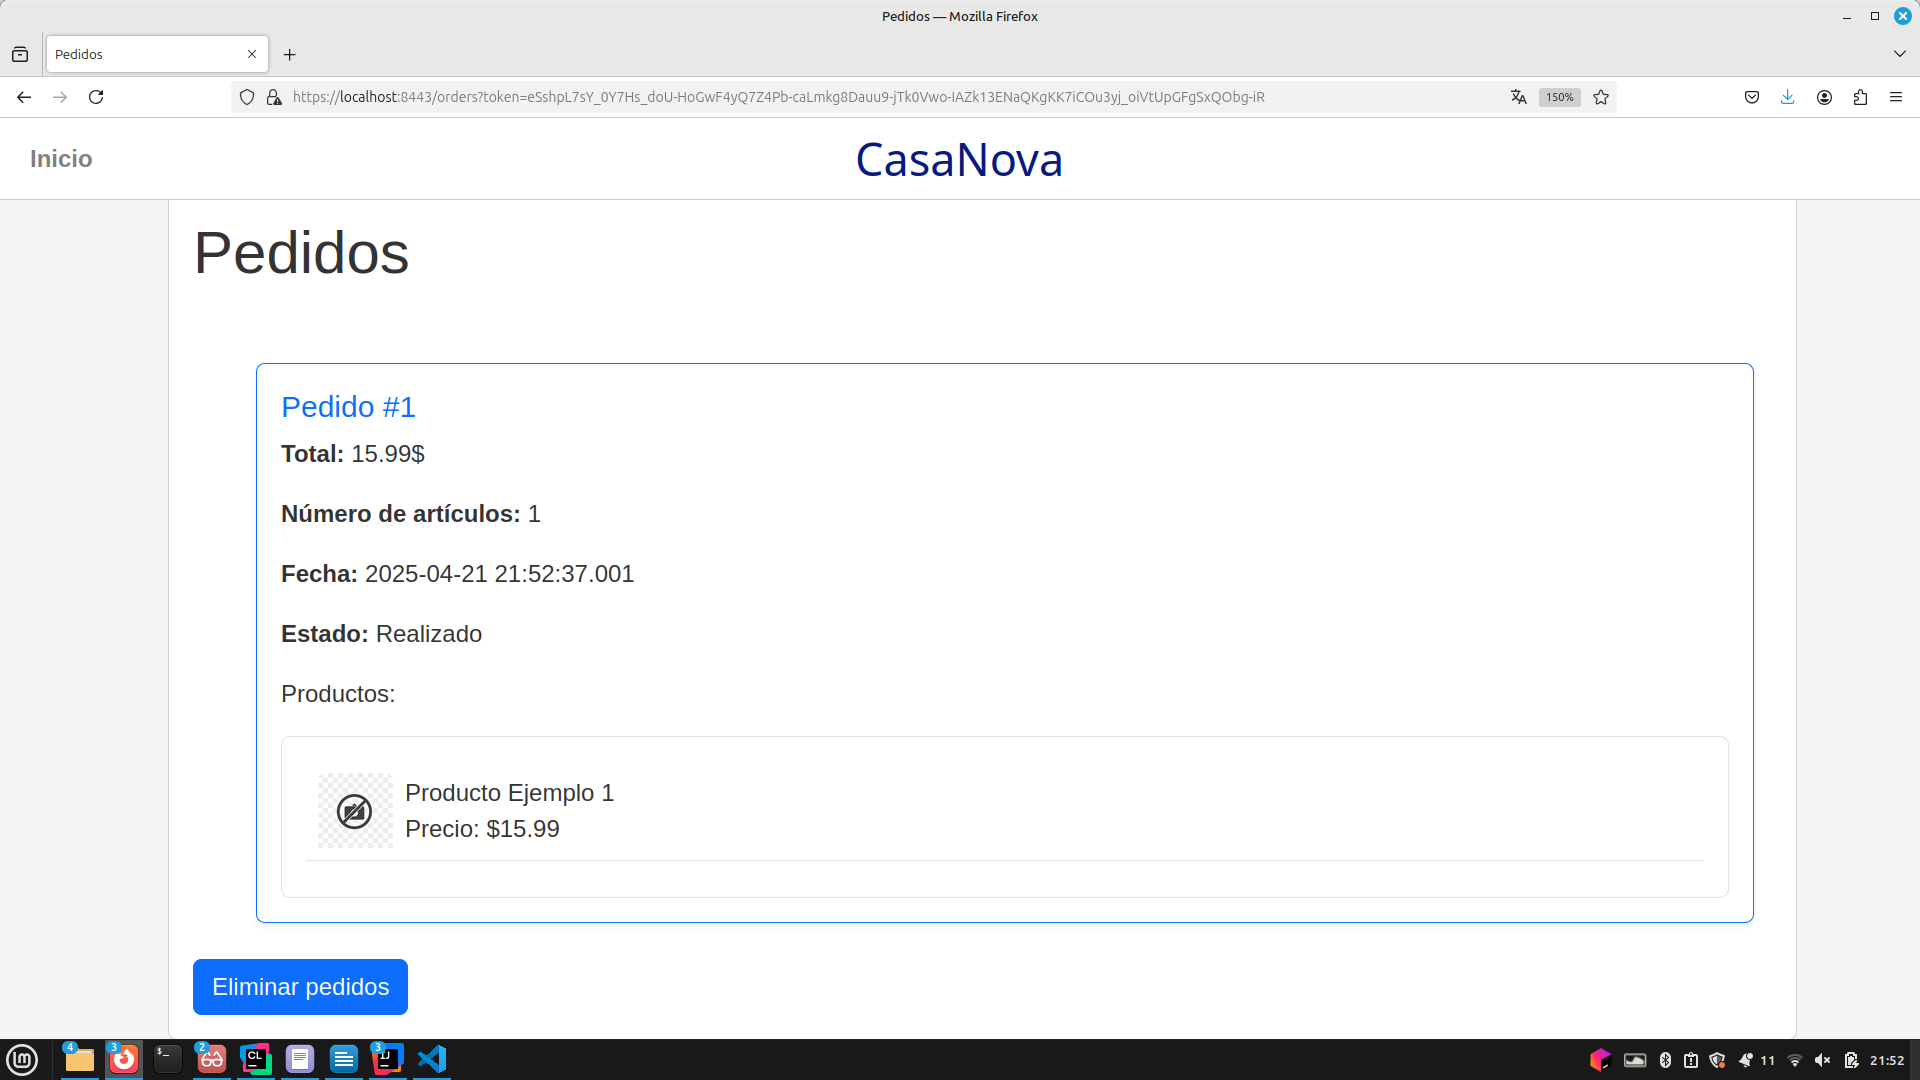 Pedidos — Mozilla Firefox
Pedidos
https://localhost:8443/orders?token=eSshpL7sY_0Y7Hs_doU-HoGwF4yQ7Z4Pb-caLmkg8Dauu9-jTk0Vwo-IAZk13ENaQKgKK7iCOu3yj_oiVtUpGFgSxQObg-iR
150%
Inicio
CasaNova
Pedidos
Pedido #1
Total: 15.99$
Número de artículos: 1
Fecha: 2025-04-21 21:52:37.001
Estado: Realizado
Productos:
Producto Ejemplo 1
Precio: $15.99
Eliminar pedidos
4
3
2
CL
3
IJ
11
21:52